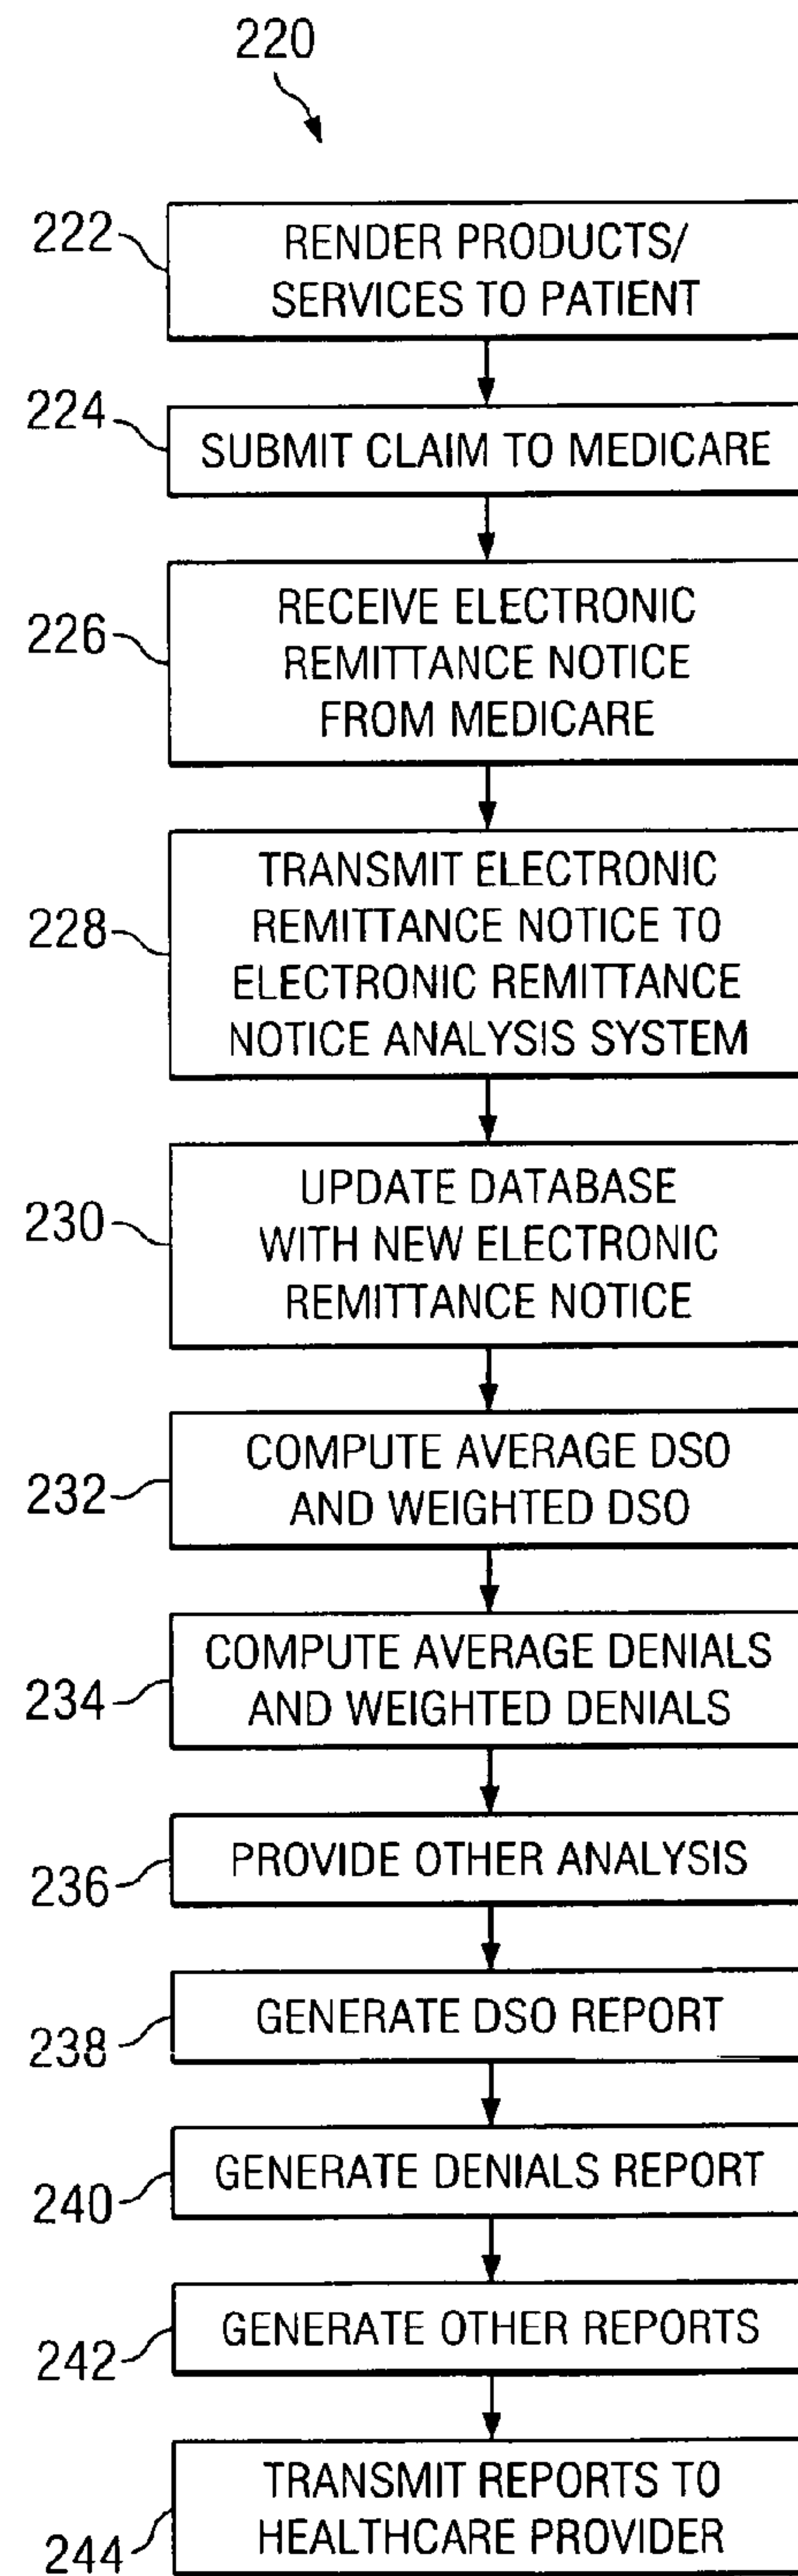 220
222
RENDER PRODUCTS/
SERVICES TO PATIENT
224
SUBMIT CLAIM TO MEDICARE
226
RECEIVE ELECTRONIC
REMITTANCE NOTICE
FROM MEDICARE
228
TRANSMIT ELECTRONIC
REMITTANCE NOTICE TO
ELECTRONIC REMITTANCE
NOTICE ANALYSIS SYSTEM
230
UPDATE DATABASE
WITH NEW ELECTRONIC
REMITTANCE NOTICE
232
COMPUTE AVERAGE DSO
AND WEIGHTED DSO
234
COMPUTE AVERAGE DENIALS
AND WEIGHTED DENIALS
236
PROVIDE OTHER ANALYSIS
238
GENERATE DSO REPORT
240
GENERATE DENIALS REPORT
242
GENERATE OTHER REPORTS
244
TRANSMIT REPORTS TO
HEALTHCARE PROVIDER